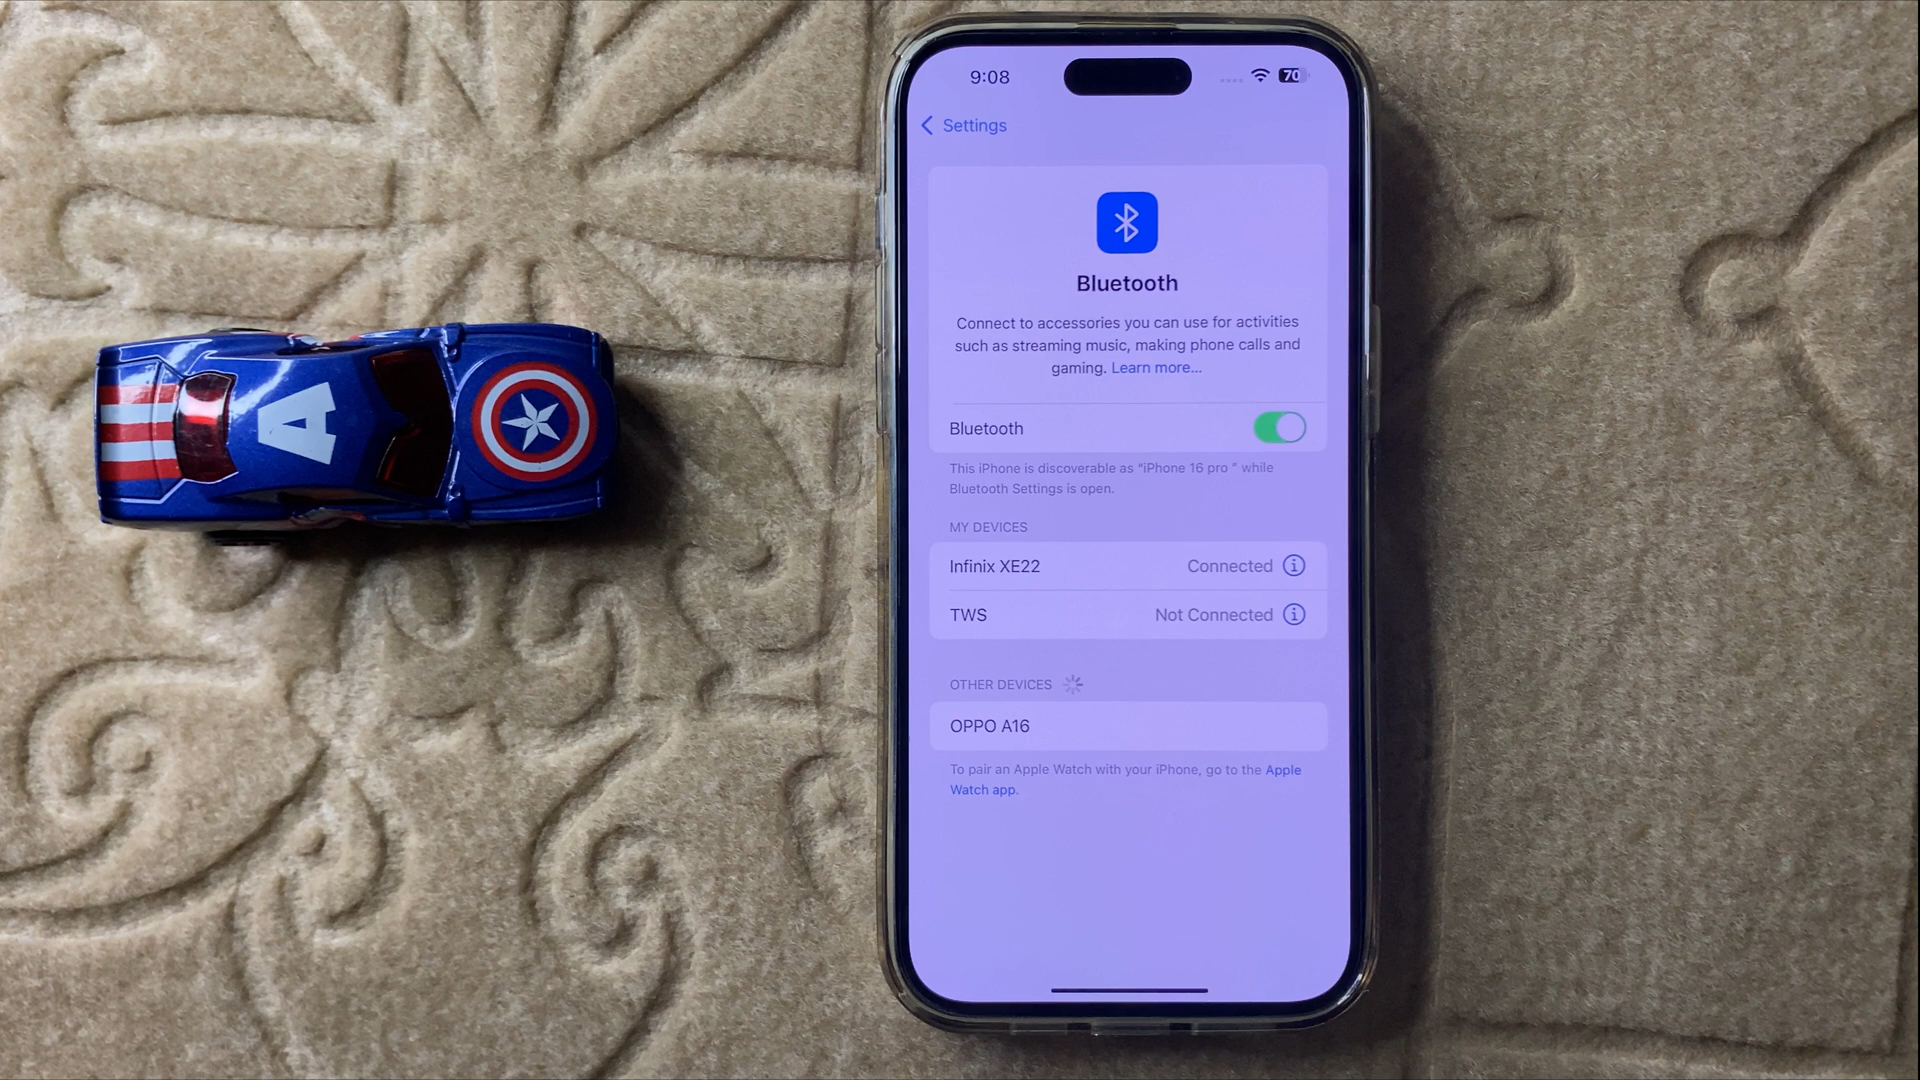 9:08
70
Settings
Bluetooth
Connect to accessories you can use for activities
such as streaming music, making phone calls and
gaming. Learn more...
Bluetooth
This iPhone is discoverable as “iPhone 16 pro ” while
Bluetooth Settings is open.
MY DEVICES
Infinix XE22 Connected
TWS Not Connected
OTHER DEVICES
OPPO A16
To pair an Apple Watch with your iPhone, go to the Apple
Watch app.
A